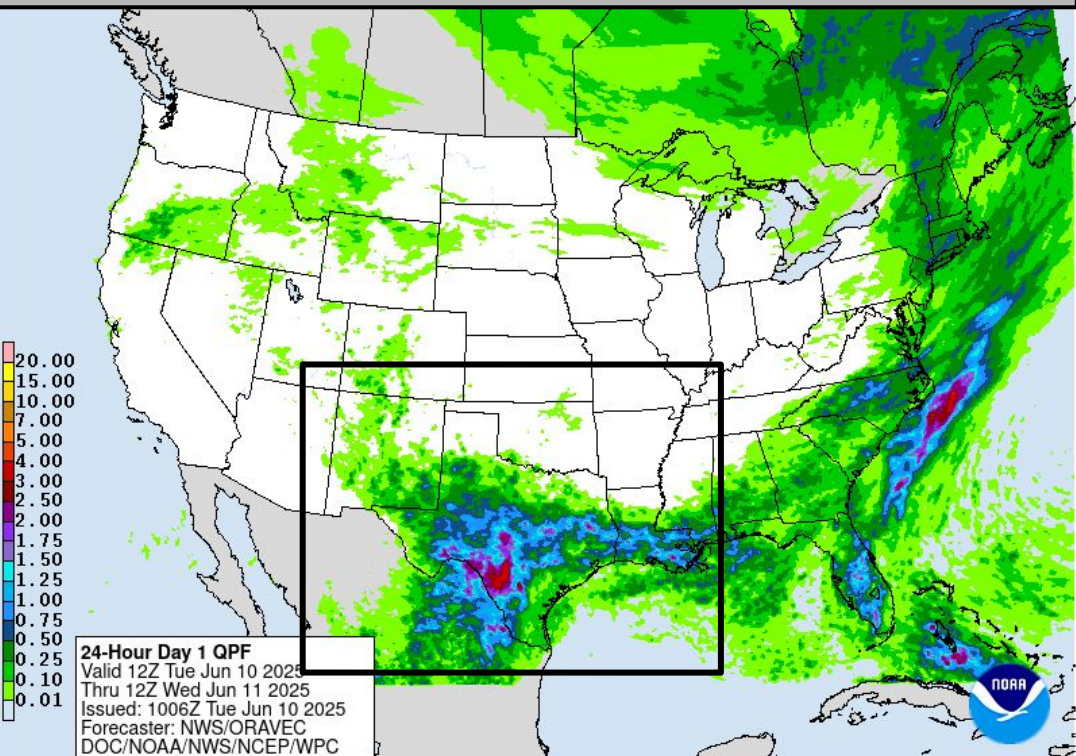 20.00
15.00
10.00
7.00
5.00
4.00
3.00
2.50
2.00
1.75
1.50
1.25
1.00
0.75
0.50
0.25
0.10
0.01
24-Hour Day 1 QPF
Valid 12Z Tue Jun 10 2025
Thru 12Z Wed Jun 11 2025
Issued: 1006Z Tue Jun 10 2025
Forecaster: NWS/ORAVEC
DOC/NOAA/NWS/NCEP/WPC
NOAA